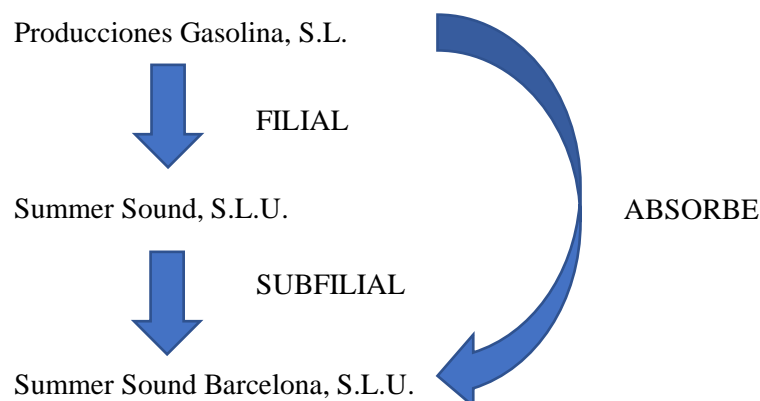 Producciones Gasolina, S.L.
FILIAL
Summer Sound, S.L.U.
ABSORBE
SUBFILIAL
Summer Sound Barcelona, S.L.U.